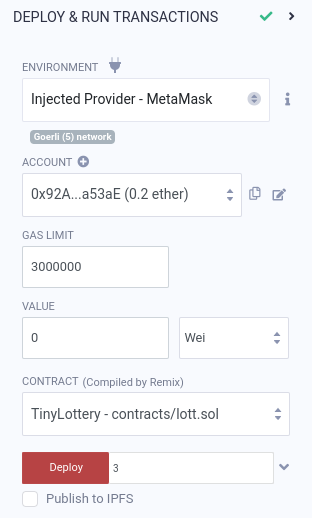 DEPLOY & RUN TRANSACTIONS
ENVIRONMENT
Injected Provider - MetaMask
Goerli (5) network
ACCOUNT
0x92A...a53aE (0.2 ether)
GAS LIMIT
3000000
VALUE
0 Wei
CONTRACT (Compiled by Remix)
TinyLottery - contracts/lott.sol
Deploy 3
Publish to IPFS